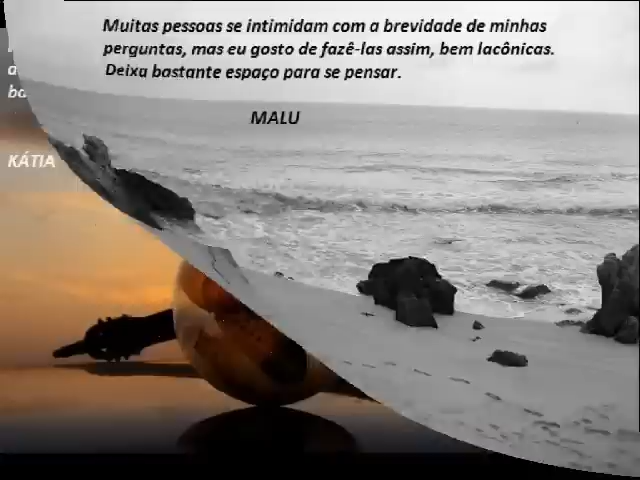 Muitas pessoas se intimidam com a brevidade de minhas
perguntas, mas eu gosto de fazê-las assim, bem lacônicas.
Deixa bastante espaço para se pensar.
MALU
a
ba
KÁTIA